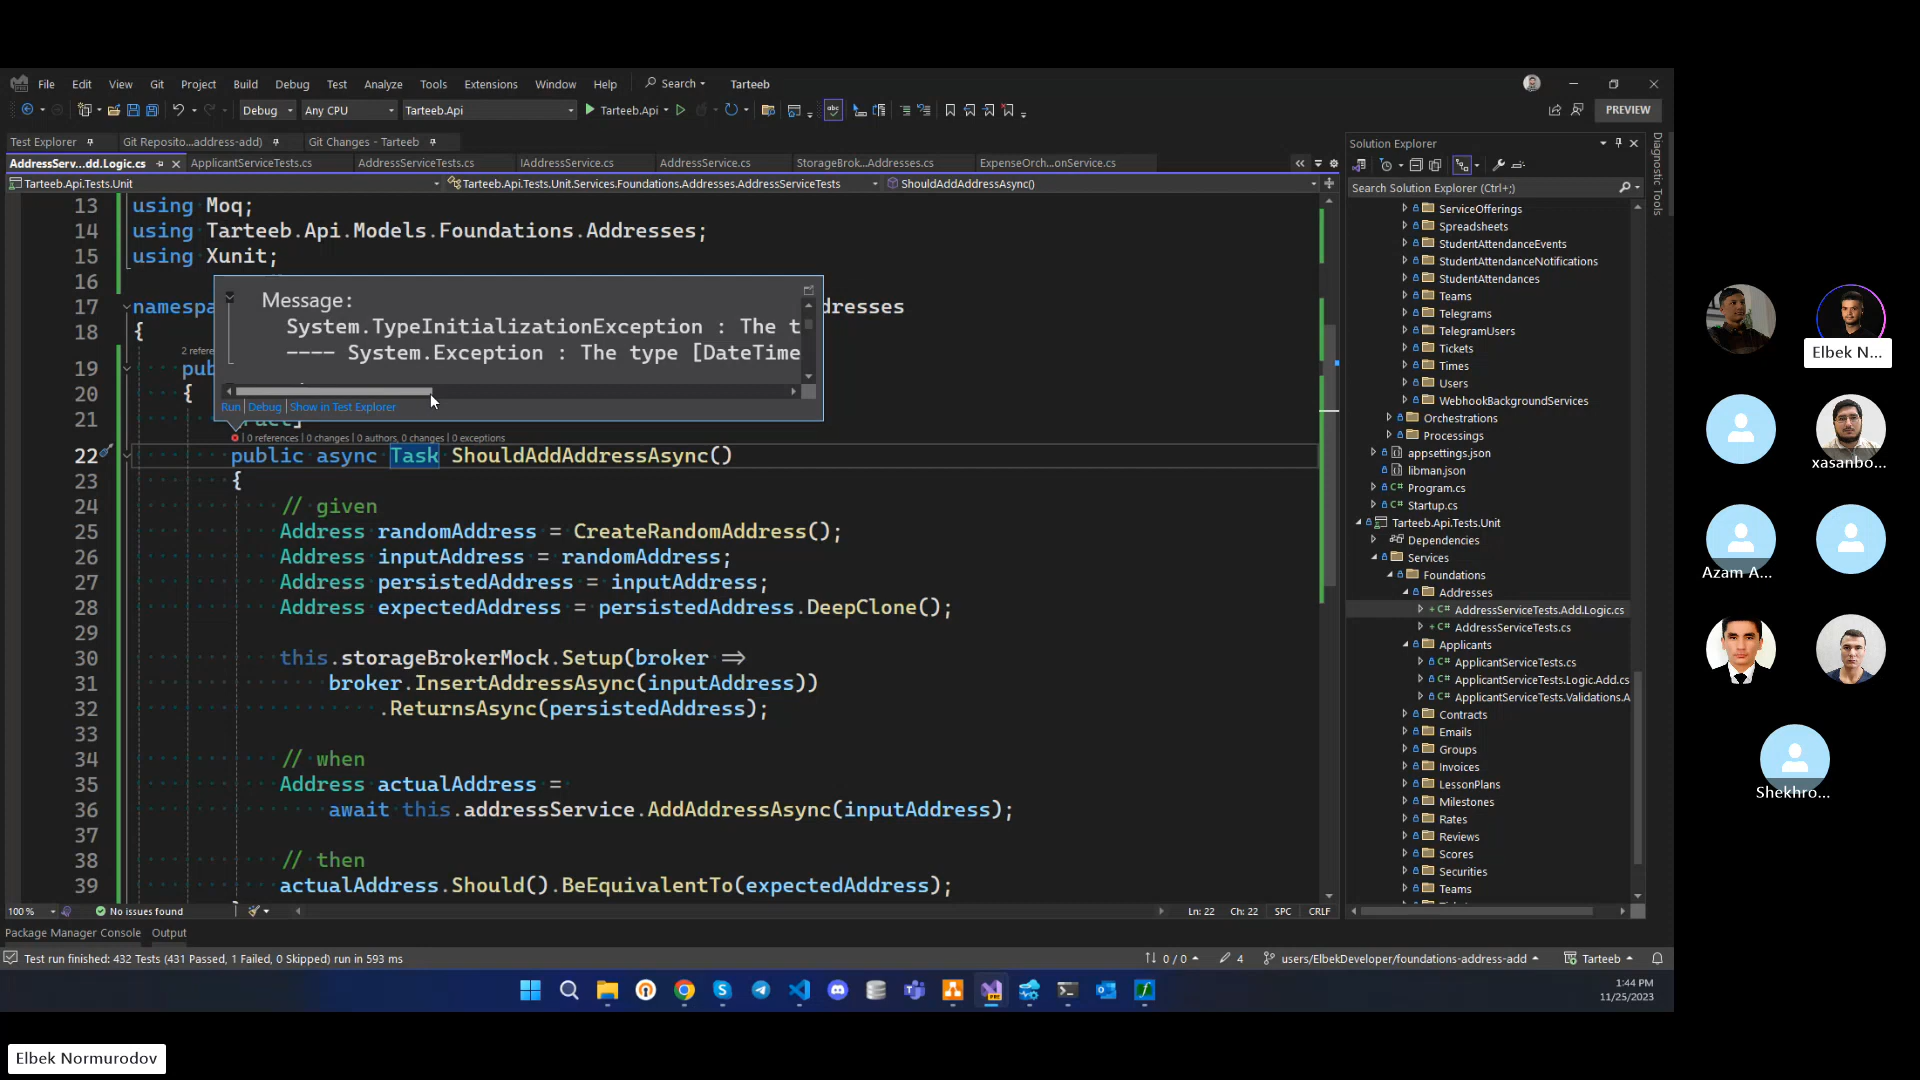 File Edit View Git Project Build Debug Test Analyze Tools Extensions Window Help Search Tarteeb
Debug Any CPU Tarteeb.Api Tarteeb.Api PREVIEW
Test Explorer Git Reposito...address-add) Git Changes - Tarteeb
AddressServ...dd.Logic.cs ApplicantServiceTests.cs AddressServiceTests.cs IAddressService.cs AddressService.cs StorageBrok...Addresses.cs ExpenseOrch...onService.cs
Tarteeb.Api.Tests.Unit Tarteeb.Api.Tests.Unit.Services.Foundations.Addresses.AddressServiceTests ShouldAddAddressAsync()
13 using Moq;
14 using Tarteeb.Api.Models.Foundations.Addresses;
15 using Xunit;
16
17 namespa dresses
18 {
2 refere
19 pub
20 {
21
Message:
System.TypeInitializationException : The t
---- System.Exception : The type [DateTime
Run Debug Show in Test Explorer
0 references | 0 changes | 0 authors, 0 changes | 0 exceptions
22 public async Task ShouldAddAddressAsync()
23 {
24 // given
25 Address randomAddress = CreateRandomAddress();
26 Address inputAddress = randomAddress;
27 Address persistedAddress = inputAddress;
28 Address expectedAddress = persistedAddress.DeepClone();
29
30 this.storageBrokerMock.Setup(broker =>
31 broker.InsertAddressAsync(inputAddress))
32 .ReturnsAsync(persistedAddress);
33
34 // when
35 Address actualAddress =
36 await this.addressService.AddAddressAsync(inputAddress);
37
38 // then
39 actualAddress.Should().BeEquivalentTo(expectedAddress);
100 % No issues found Ln: 22 Ch: 22 SPC CRLF
Package Manager Console Output
Test run finished: 432 Tests (431 Passed, 1 Failed, 0 Skipped) run in 593 ms 0 / 0 4 users/ElbekDeveloper/foundations-address-add Tarteeb
Solution Explorer
Search Solution Explorer (Ctrl+;)
ServiceOfferings
Spreadsheets
StudentAttendanceEvents
StudentAttendanceNotifications
StudentAttendances
Teams
Telegrams
TelegramUsers
Tickets
Times
Users
WebhookBackgroundServices
Orchestrations
Processings
appsettings.json
libman.json
C# Program.cs
C# Startup.cs
Tarteeb.Api.Tests.Unit
Dependencies
Services
Foundations
Addresses
C# AddressServiceTests.Add.Logic.cs
C# AddressServiceTests.cs
Applicants
C# ApplicantServiceTests.cs
C# ApplicantServiceTests.Logic.Add.cs
C# ApplicantServiceTests.Validations.A
Contracts
Emails
Groups
Invoices
LessonPlans
Milestones
Rates
Reviews
Scores
Securities
Teams
Diagnostic Tools
1:44 PM
11/25/2023
Elbek N...
xasanbo...
Azam A...
Shekhro...
Elbek Normurodov